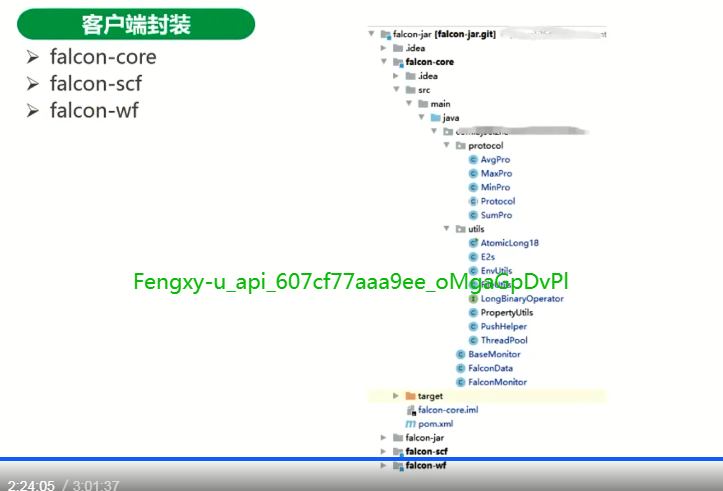 客户端封装
falcon-core
falcon-scf
falcon-wf
falcon-jar [falcon-jar.git]
.idea
falcon-core
.idea
src
main
java
protocol
AvgPro
MaxPro
MinPro
Protocol
SumPro
utils
AtomicLong18
E2s
EnvUtils
Fengxy-u_api_607cf77aaa9ee_oMgaGpDvPl
LongBinaryOperator
PropertyUtils
PushHelper
ThreadPool
BaseMonitor
FalconData
FalconMonitor
target
falcon-core.iml
pom.xml
falcon-jar
falcon-scf
falcon-wf
2:24:05 / 3:01:37